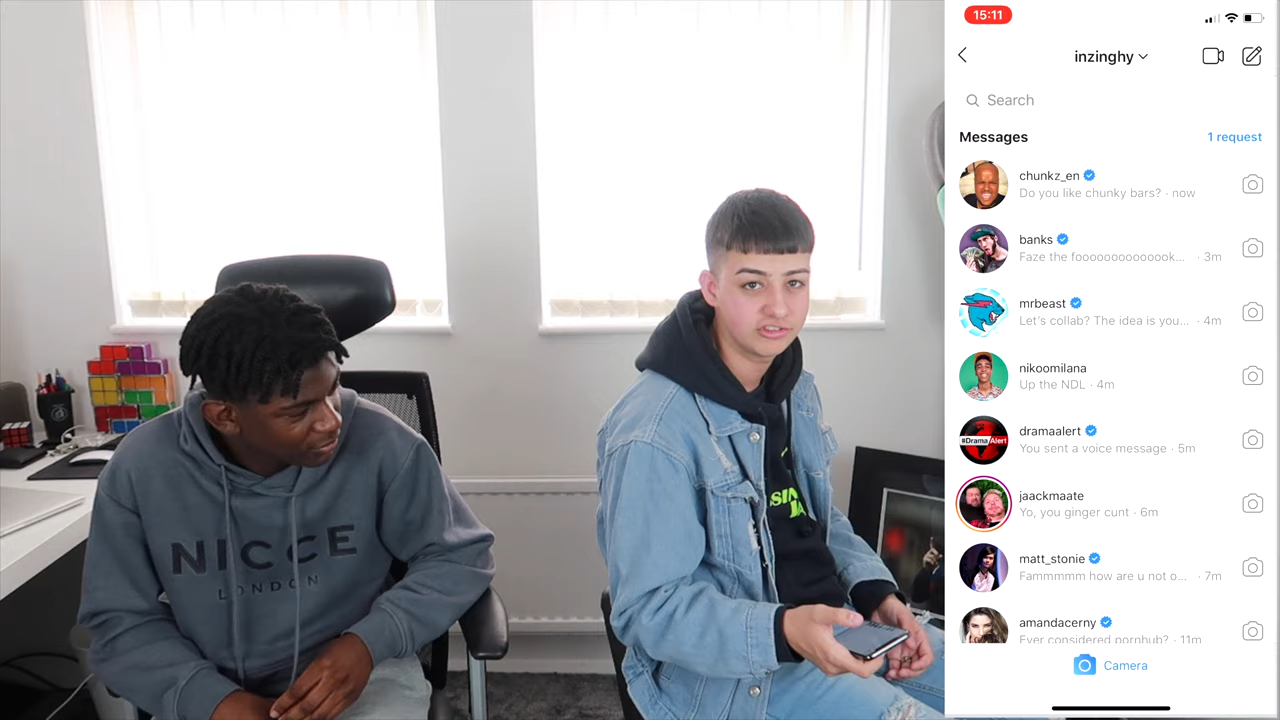 15:11
inzinghy
Search
Messages
1 request
chunkz_en
Do you like chunky bars? · now
banks
Faze the fooooooooooooook... · 3m
mrbeast
Let's collab? The idea is you... · 4m
nikoomilana
Up the NDL · 4m
#Drama Alert
dramaalert
You sent a voice message · 5m
jaackmaate
Yo, you ginger cunt · 6m
matt_stonie
Fammmmm how are u not o... · 7m
amandacerny
Ever considered pornhub? · 11m
Camera
NICCE
LONDON